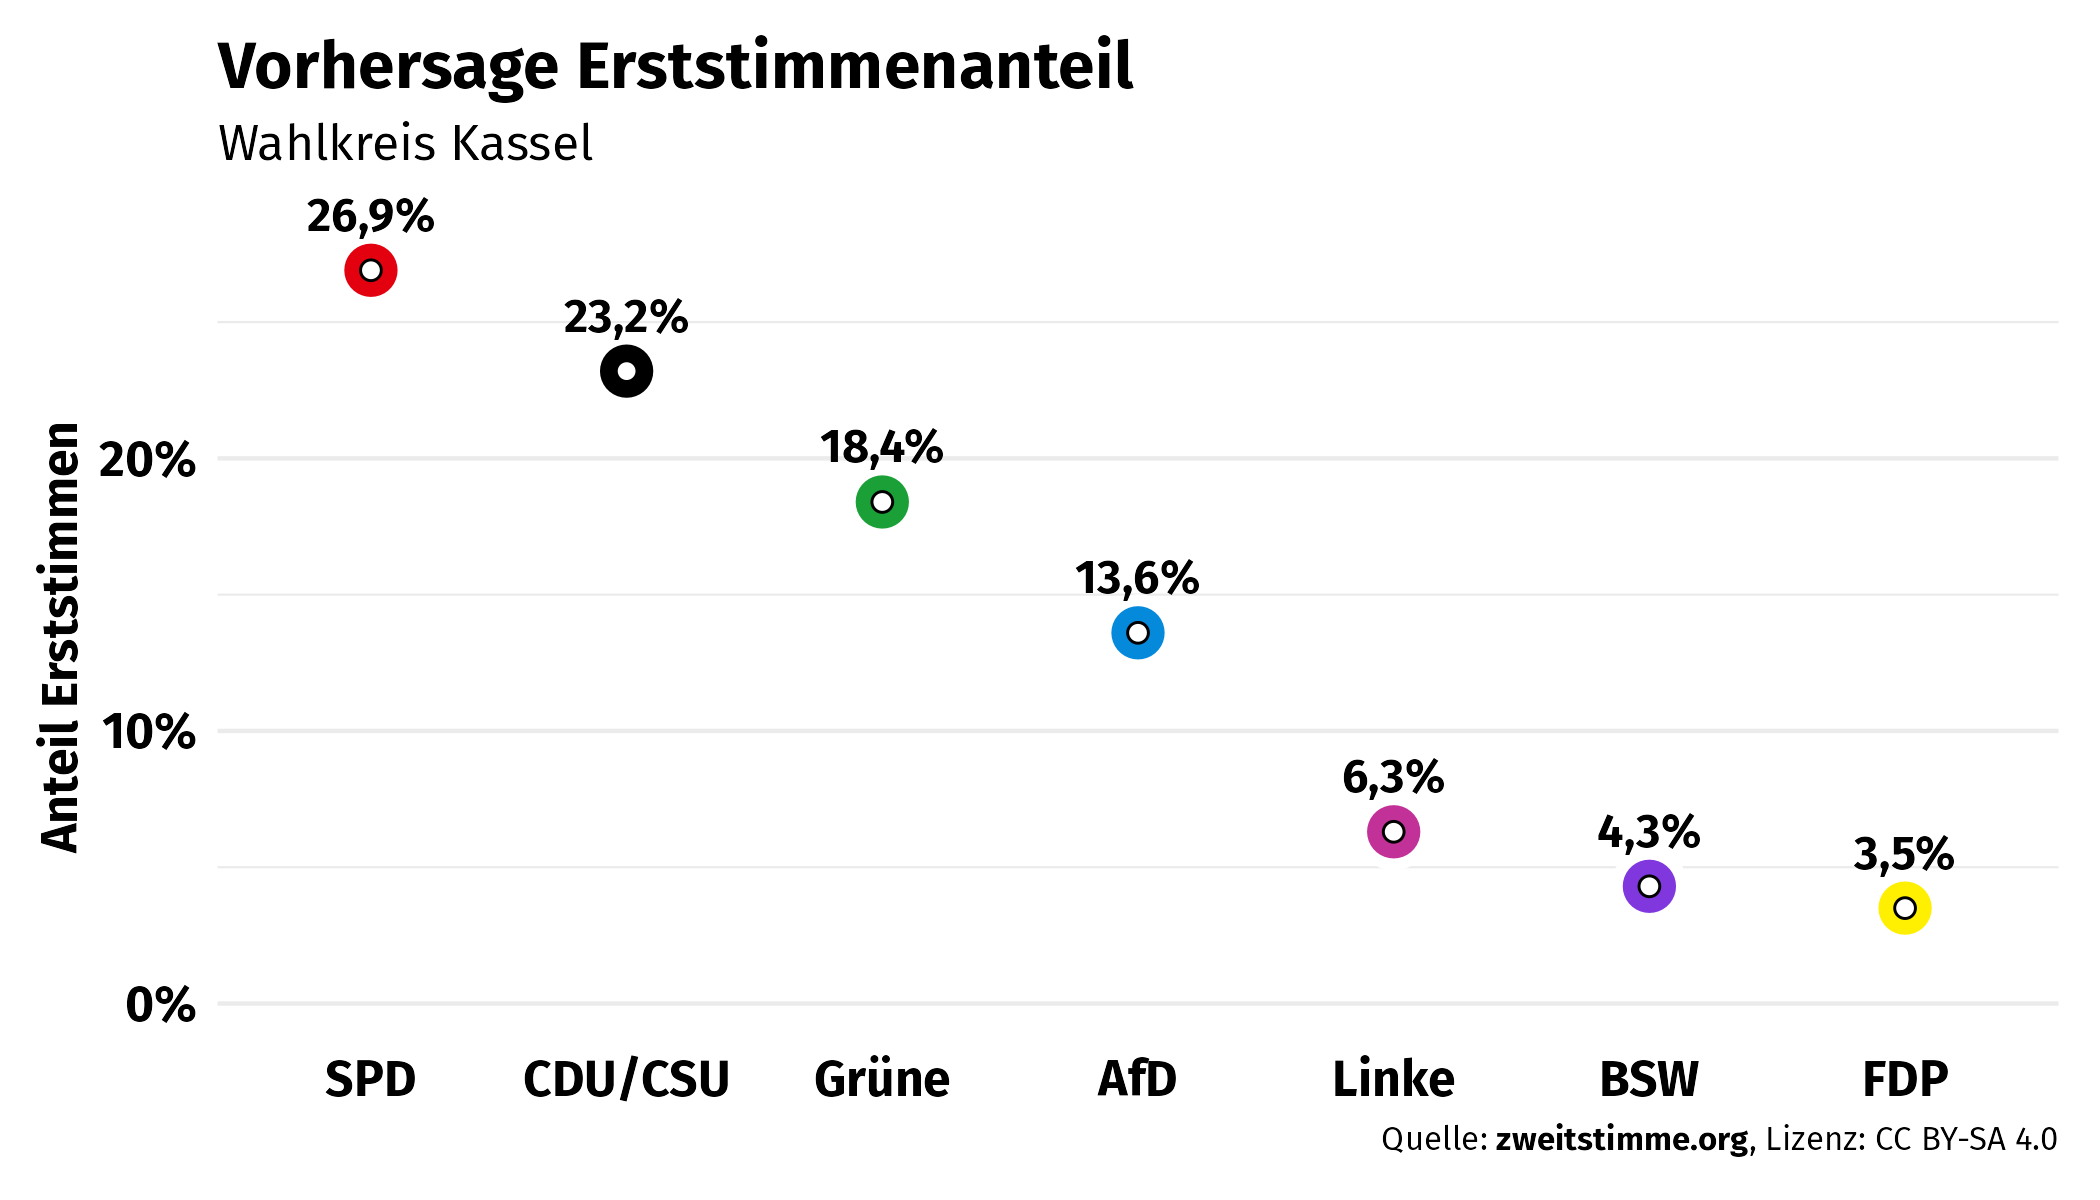 Vorhersage Erststimmenanteil
Wahlkreis Kassel
26,9%
23,2%
18,4%
13,6%
6,3%
4,3%
3,5%
Anteil Erststimmen
20%
10%
0%
SPD
CDU/CSU
Grüne
AfD
Linke
BSW
FDP
Quelle: zweitstimme.org, Lizenz: CC BY-SA 4.0